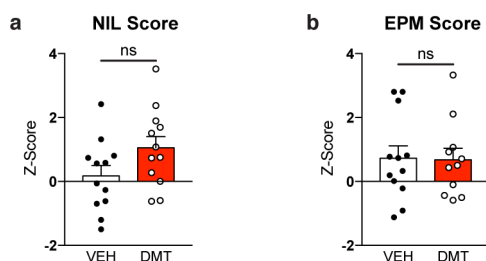 a
NIL Score
ns
Z-Score
4
2
0
-2
VEH DMT
b
EPM Score
ns
Z-Score
4
2
0
-2
VEH DMT